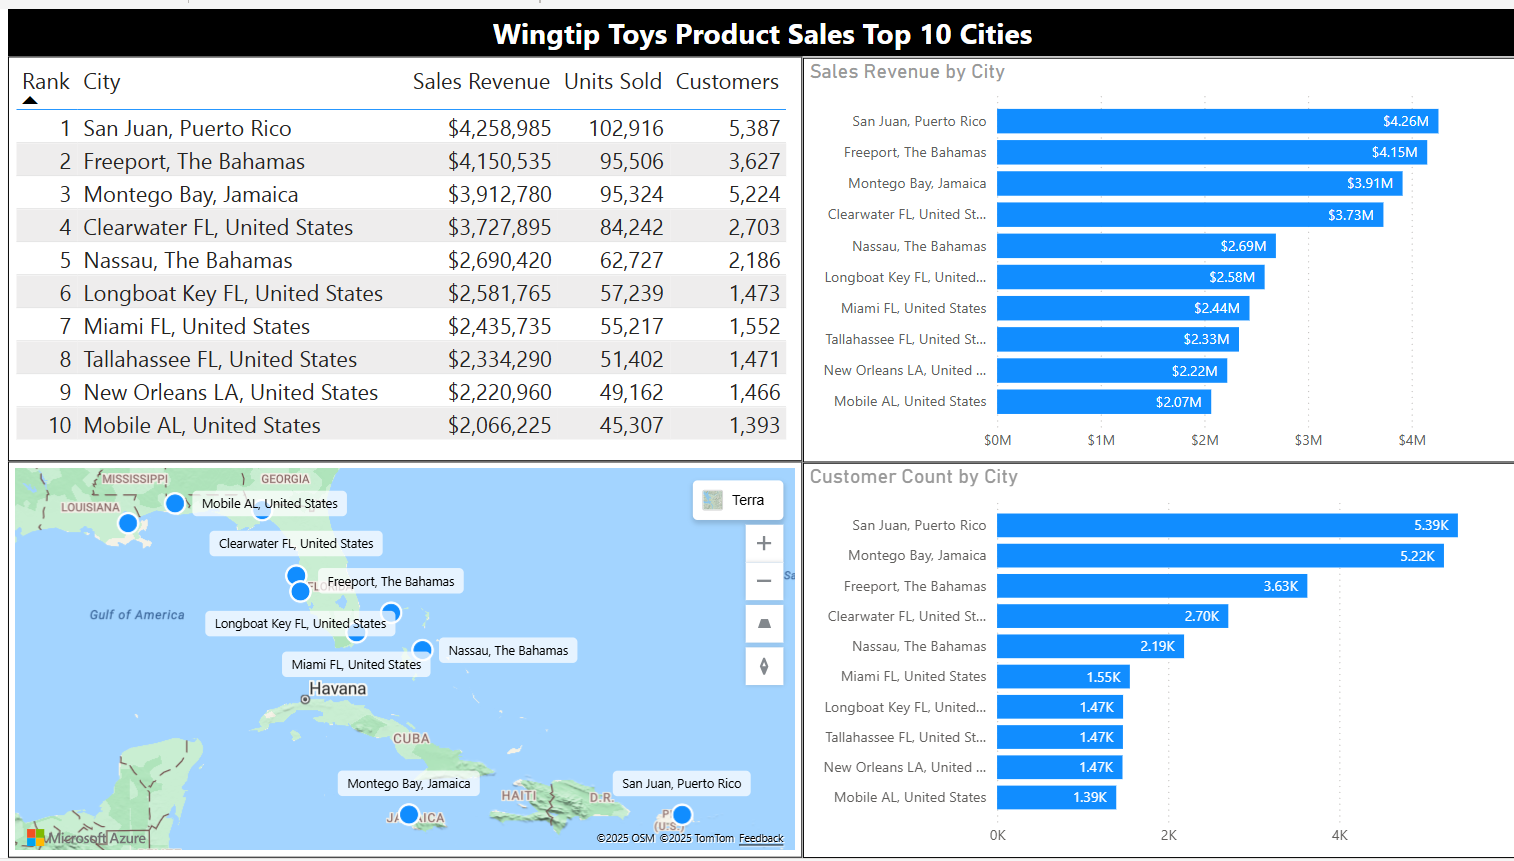 Wingtip Toys Product Sales Top 10 Cities
Rank City Sales Revenue Units Sold Customers
1 San Juan, Puerto Rico $4,258,985 102,916 5,387
2 Freeport, The Bahamas $4,150,535 95,506 3,627
3 Montego Bay, Jamaica $3,912,780 95,324 5,224
4 Clearwater FL, United States $3,727,895 84,242 2,703
5 Nassau, The Bahamas $2,690,420 62,727 2,186
6 Longboat Key FL, United States $2,581,765 57,239 1,473
7 Miami FL, United States $2,435,735 55,217 1,552
8 Tallahassee FL, United States $2,334,290 51,402 1,471
9 New Orleans LA, United States $2,220,960 49,162 1,466
10 Mobile AL, United States $2,066,225 45,307 1,393
Sales Revenue by City
San Juan, Puerto Rico $4.26M
Freeport, The Bahamas $4.15M
Montego Bay, Jamaica $3.91M
Clearwater FL, United St... $3.73M
Nassau, The Bahamas $2.69M
Longboat Key FL, United... $2.58M
Miami FL, United States $2.44M
Tallahassee FL, United St... $2.33M
New Orleans LA, United ... $2.22M
Mobile AL, United States $2.07M
$0M $1M $2M $3M $4M
MISSISSIPPI
GEORGIA
LOUISIANA
Mobile AL, United States
Terra
Clearwater FL, United States
Freeport, The Bahamas
Gulf of America
Longboat Key FL, United States
Nassau, The Bahamas
Miami FL, United States
Havana
CUBA
Montego Bay, Jamaica
San Juan, Puerto Rico
HAITI
D.R.
(U.S.)
Microsoft Azure
©2025 OSM ©2025 TomTom Feedback
Customer Count by City
San Juan, Puerto Rico 5.39K
Montego Bay, Jamaica 5.22K
Freeport, The Bahamas 3.63K
Clearwater FL, United St... 2.70K
Nassau, The Bahamas 2.19K
Miami FL, United States 1.55K
Longboat Key FL, United... 1.47K
Tallahassee FL, United St... 1.47K
New Orleans LA, United ... 1.47K
Mobile AL, United States 1.39K
0K 2K 4K